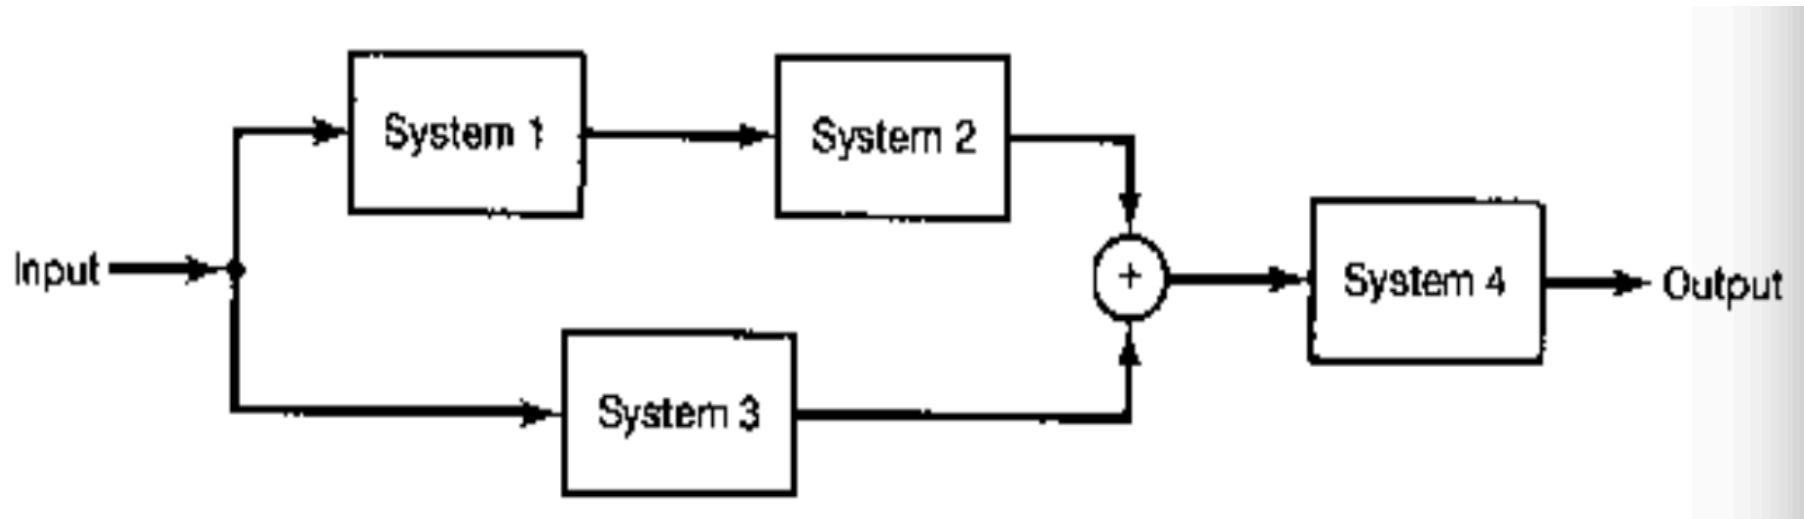 System 1
System 2
Input
+
System 4
Output
System 3